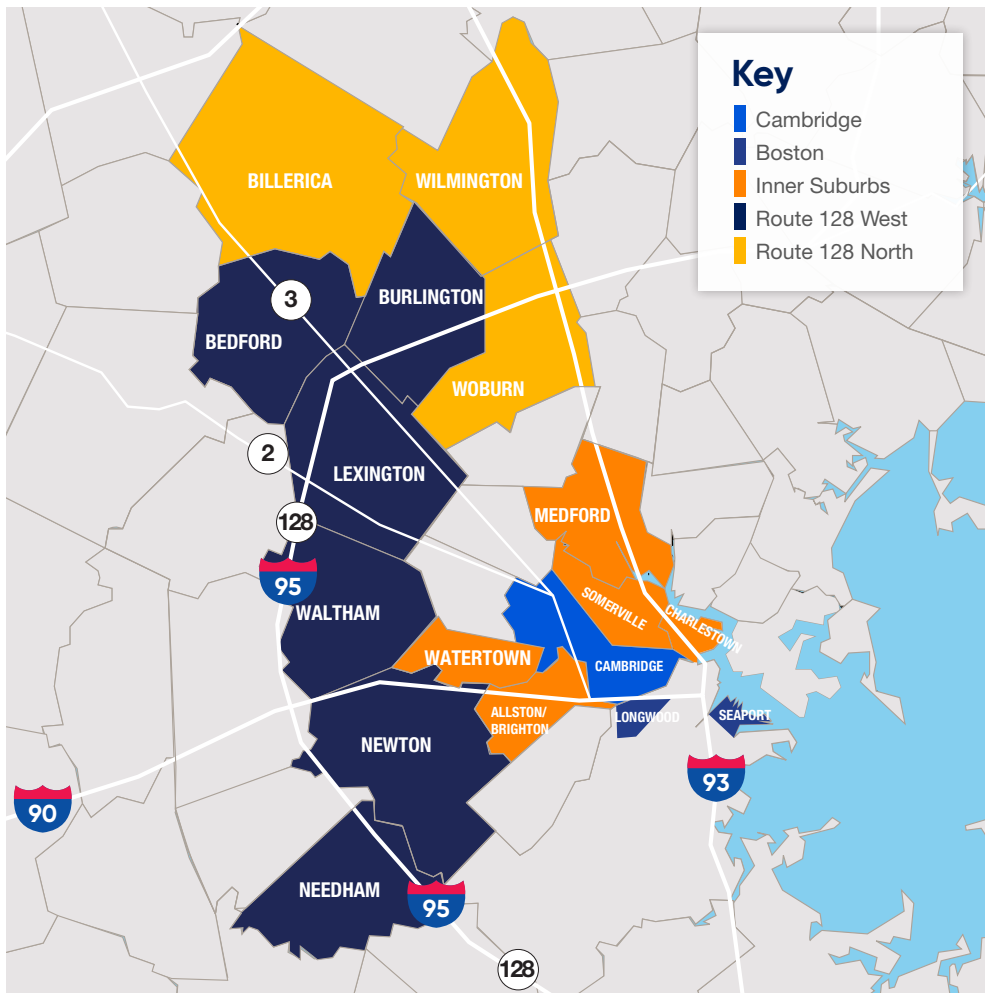 Key
Cambridge
Boston
Inner Suburbs
Route 128 West
Route 128 North
BILLERICA
WILMINGTON
3
BURLINGTON
BEDFORD
WOBURN
2
LEXINGTON
128
MEDFORD
95
WALTHAM
SOMERVILLE
CHARLESTOWN
WATERTOWN
CAMBRIDGE
ALLSTON/
BRIGHTON
LONGWOOD
SEAPORT
NEWTON
93
90
NEEDHAM
95
128